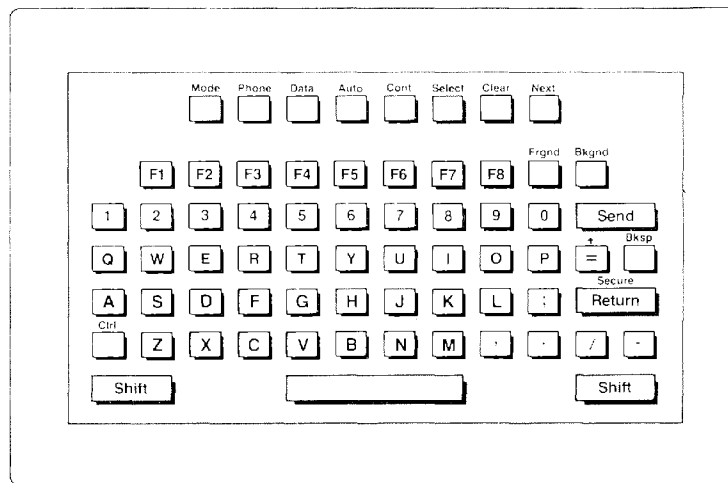 Mode Phone Data Auto Cont Select Clear Next
Frgnd Bkgnd
F1 F2 F3 F4 F5 F6 F7 F8
1 2 3 4 5 6 7 8 9 0 Send
↑ Bksp
Q W E R T Y U I O P =
Secure
A S D F G H J K L ; Return
Ctrl
Z X C V B N M , . / -
Shift Shift